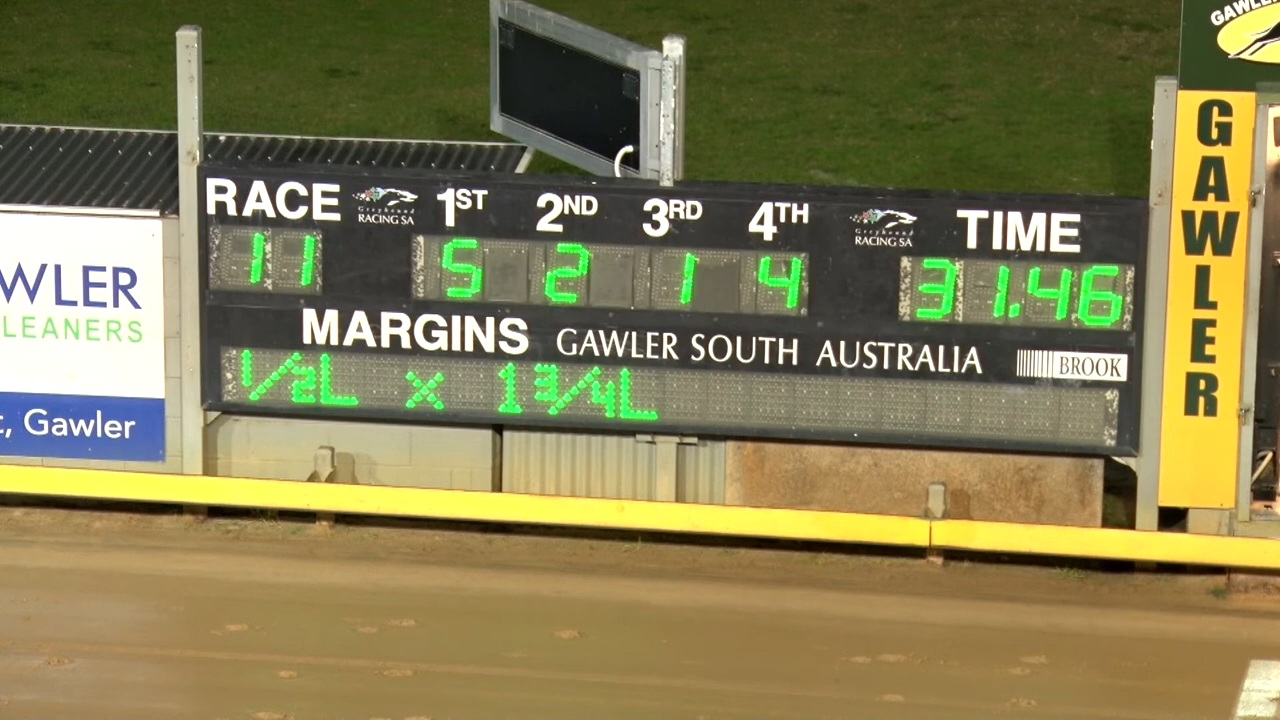 GAWLER
RACE Greyhound RACING SA 1ST 2ND 3RD 4TH Greyhound RACING SA TIME
11 5 2 1 4 31.46
MARGINS GAWLER SOUTH AUSTRALIA BROOK
1/2L x 1 3/4L
WLER
LEANERS
, Gawler
GAWLER